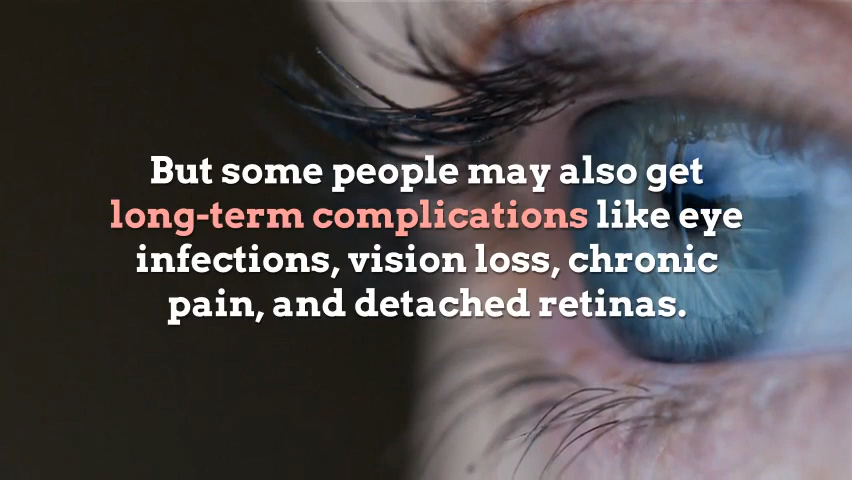 But some people may also get
long-term complications like eye
infections, vision loss, chronic
pain, and detached retinas.